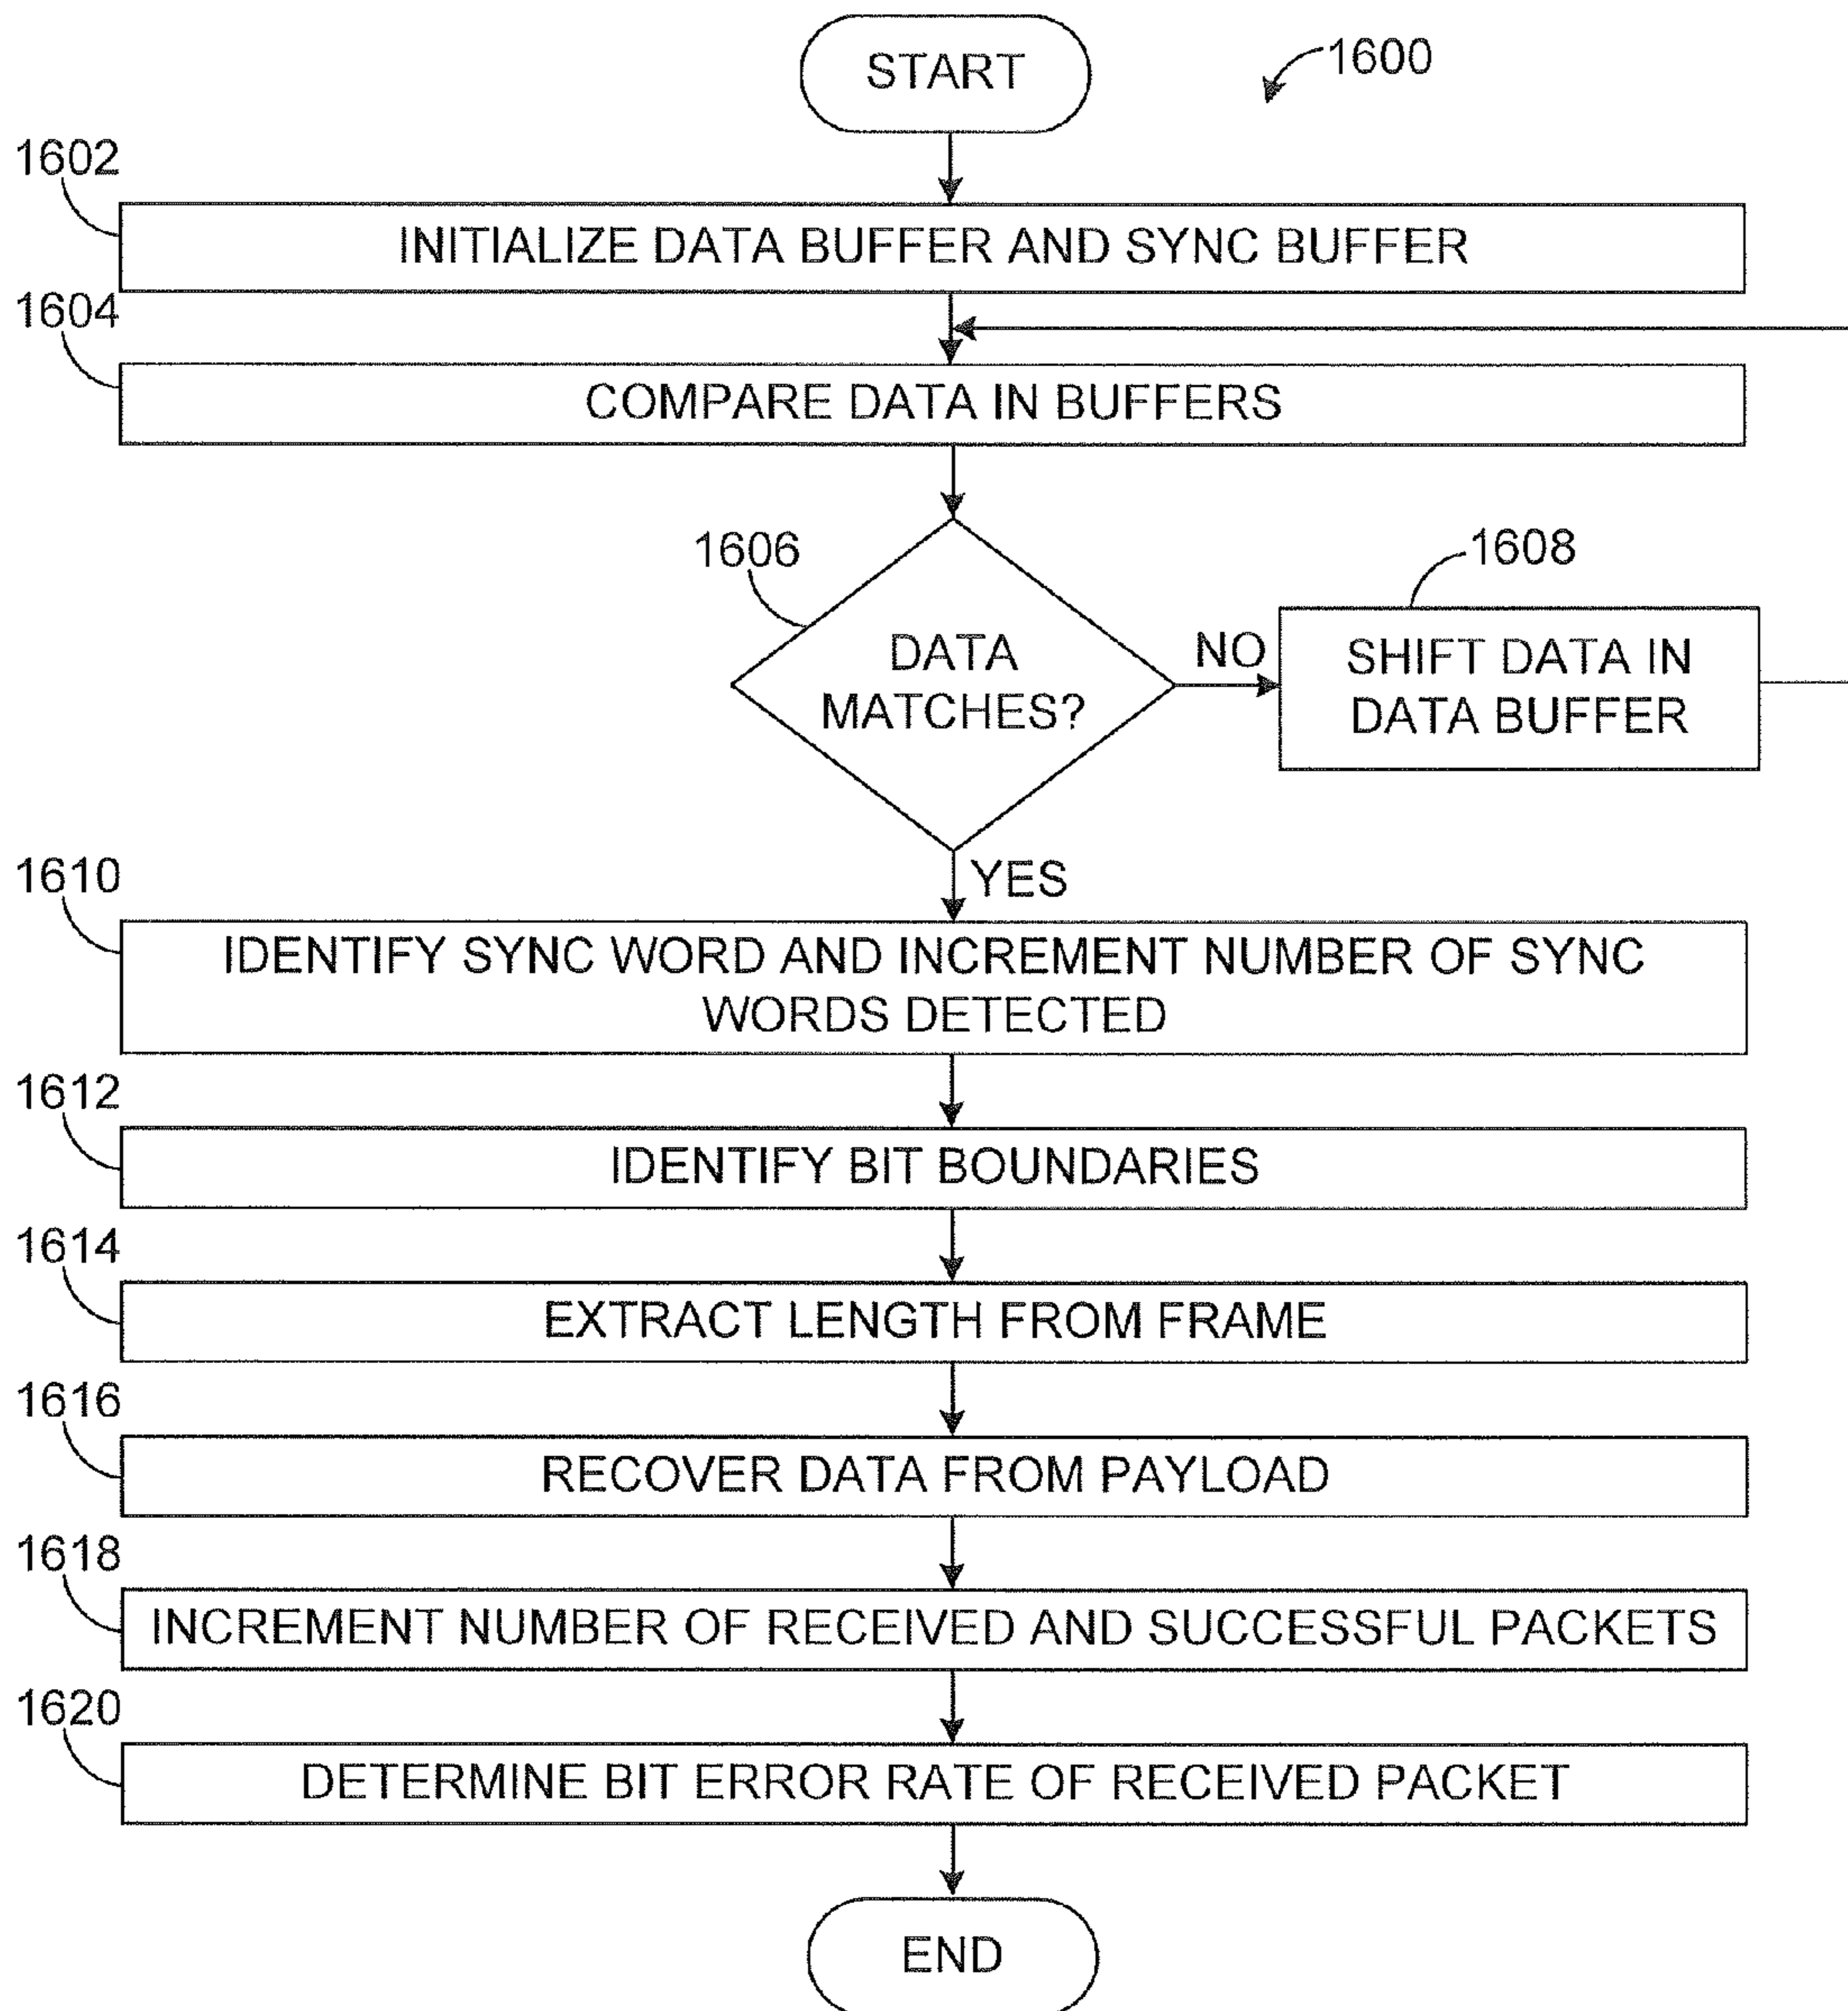 START
1600
1602
INITIALIZE DATA BUFFER AND SYNC BUFFER
1604
COMPARE DATA IN BUFFERS
1606
DATA
MATCHES?
NO
1608
SHIFT DATA IN
DATA BUFFER
YES
1610
IDENTIFY SYNC WORD AND INCREMENT NUMBER OF SYNC
WORDS DETECTED
1612
IDENTIFY BIT BOUNDARIES
1614
EXTRACT LENGTH FROM FRAME
1616
RECOVER DATA FROM PAYLOAD
1618
INCREMENT NUMBER OF RECEIVED AND SUCCESSFUL PACKETS
1620
DETERMINE BIT ERROR RATE OF RECEIVED PACKET
END